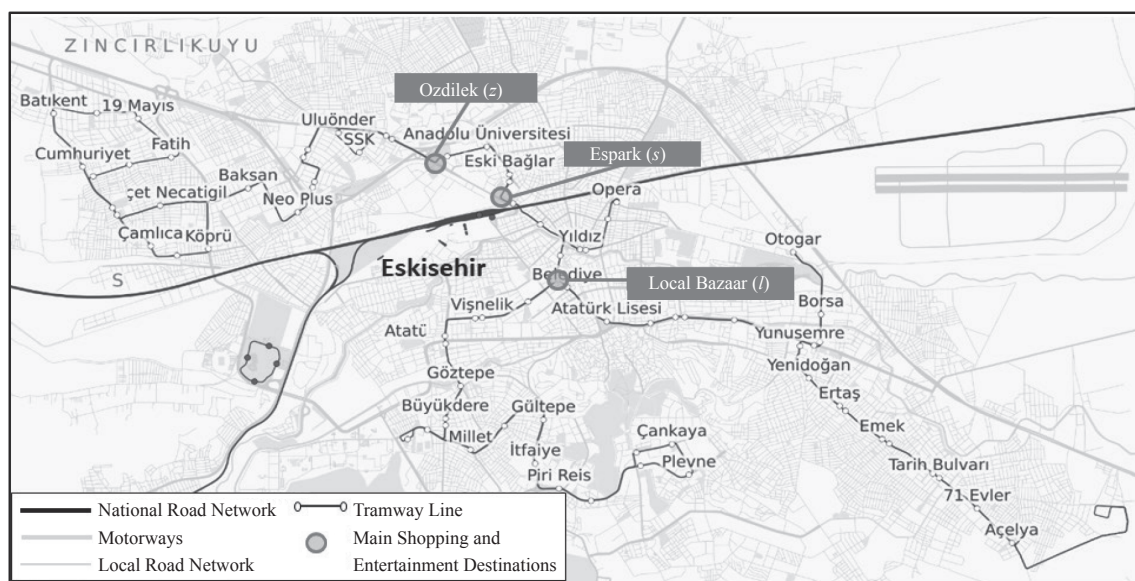 ZINCIRLIKUYU
Ozdilek (z)
Batıkent
19 Mayıs
Uluönder
SSK
Anadolu Üniversitesi
Fatih
Cumhuriyet
Eski Bağlar
Espark (s)
Baksan
çet Necatigil
Neo Plus
Opera
Çamlıca
Köprü
Yıldız
Otogar
S
Eskisehir
Belediye
Local Bazaar (l)
Vişnelik
Atatürk Lisesi
Borsa
Atatü
Yunusemre
Yenidoğan
Göztepe
Ertaş
Büyükdere
Gültepe
Emek
Millet
Çankaya
İtfaiye
Plevne
Tarih Bulvarı
Piri Reis
71 Evler
Açelya
National Road Network
Tramway Line
Motorways
Main Shopping and
Local Road Network
Entertainment Destinations